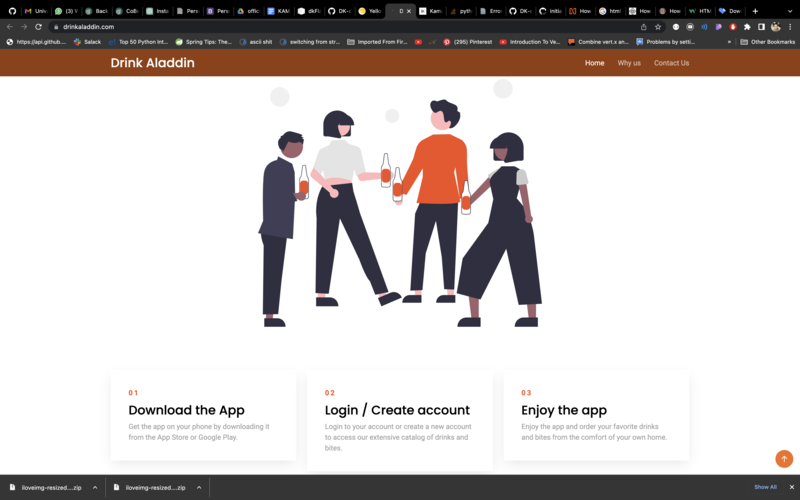 Unrea
(3) V
Baci
CoBo
Insta
Pers
Pers
offic
KAM
dkFl
DK-c
Yello
D
Kam
pyth
Erro
DK-c
initia
How
html
How
How
HTM
Dow
drinkaladdin.com
https://api.github....
Salack
Top 50 Python Int...
Spring Tips: The...
ascii shit
switching from str...
Imported From Fir...
(295) Pinterest
Introduction To Ve...
Combine vert.x an...
Problems by setti...
»
Other Bookmarks
Drink Aladdin
Home
Why us
Contact Us
01
Download the App
Get the app on your phone by downloading it
from the App Store or Google Play.
02
Login / Create account
Login to your account or create a new account
to access our extensive catalog of drinks and
bites.
03
Enjoy the app
Enjoy the app and order your favorite drinks
and bites from the comfort of your own home.
iloveimg-resized....zip
iloveimg-resized....zip
Show All